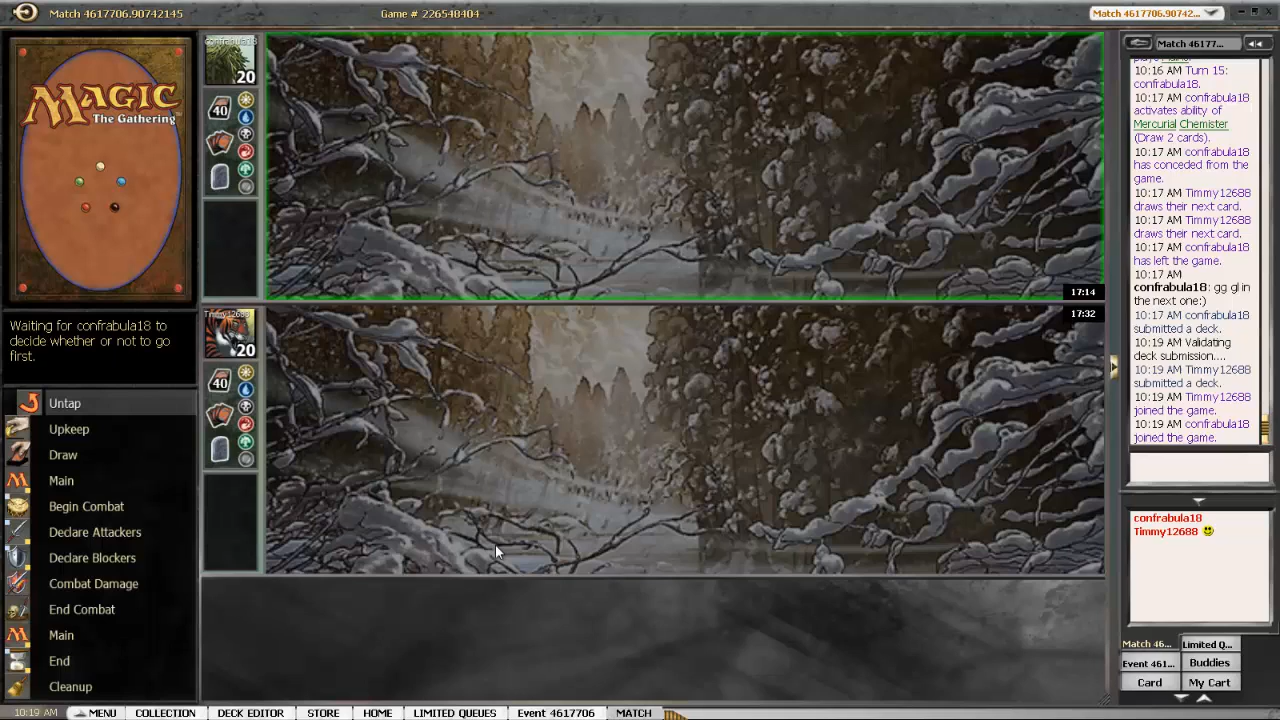 Match 4617706.90742145
Game # 226548404
Match 4617706.90742...
MAGIC
The Gathering
confrabula18
20
40
17:14
Timmy12688
20
40
17:32
Waiting for confrabula18 to
decide whether or not to go
first.
Untap
Upkeep
Draw
Main
Begin Combat
Declare Attackers
Declare Blockers
Combat Damage
End Combat
Main
End
Cleanup
Match 46177...
10:16 AM Turn 15:
confrabula18.
10:17 AM confrabula18
activates ability of
Mercurial Chemister
(Draw 2 cards).
10:17 AM confrabula18
has conceded from the
game.
10:17 AM Timmy12688
draws their next card.
10:17 AM Timmy12688
draws their next card.
10:17 AM confrabula18
has left the game.
10:17 AM
confrabula18: gg gl in
the next one:)
10:17 AM confrabula18
submitted a deck.
10:19 AM Validating
deck submission....
10:19 AM Timmy12688
submitted a deck.
10:19 AM Timmy12688
joined the game.
10:19 AM confrabula18
joined the game.
confrabula18
Timmy12688
Match 46...
Limited Q...
Event 461...
Buddies
Card
My Cart
10:19 AM
MENU
COLLECTION
DECK EDITOR
STORE
HOME
LIMITED QUEUES
Event 4617706
MATCH